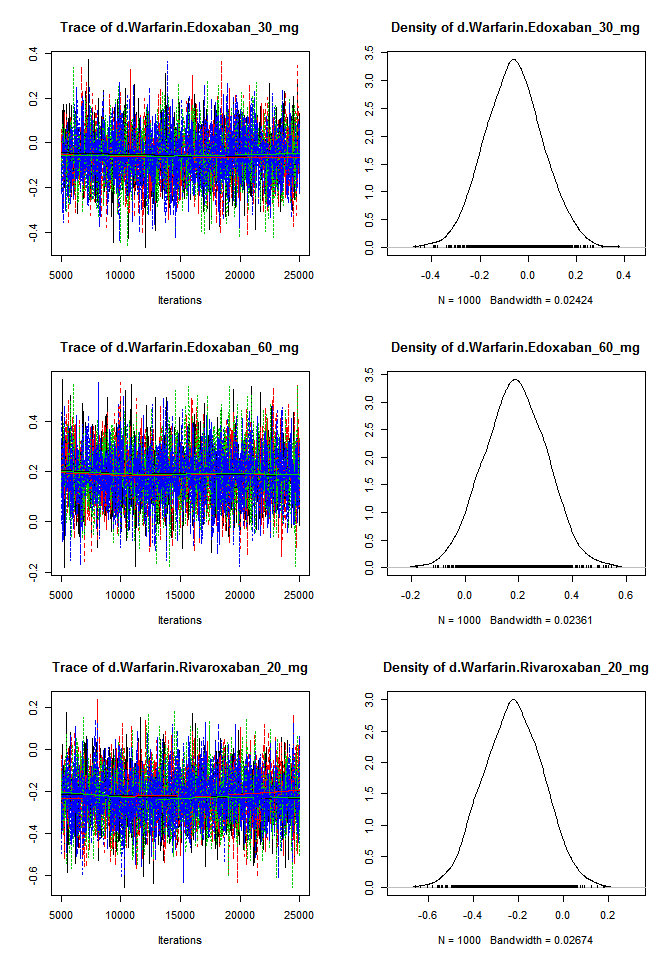 Trace of d.Warfarin.Edoxaban_30_mg
0.4
0.2
0.0
-0.2
-0.4
5000 10000 15000 20000 25000
Iterations
Density of d.Warfarin.Edoxaban_30_mg
3.5
3.0
2.5
2.0
1.5
1.0
0.5
0.0
-0.4 -0.2 0.0 0.2 0.4
N = 1000 Bandwidth = 0.02424
Trace of d.Warfarin.Edoxaban_60_mg
0.4
0.2
0.0
-0.2
5000 10000 15000 20000 25000
Iterations
Density of d.Warfarin.Edoxaban_60_mg
3.5
3.0
2.5
2.0
1.5
1.0
0.5
0.0
-0.2 0.0 0.2 0.4 0.6
N = 1000 Bandwidth = 0.02361
Trace of d.Warfarin.Rivaroxaban_20_mg
0.2
0.0
-0.2
-0.4
-0.6
5000 10000 15000 20000 25000
Iterations
Density of d.Warfarin.Rivaroxaban_20_mg
3.0
2.5
2.0
1.5
1.0
0.5
0.0
-0.6 -0.4 -0.2 0.0 0.2
N = 1000 Bandwidth = 0.02674